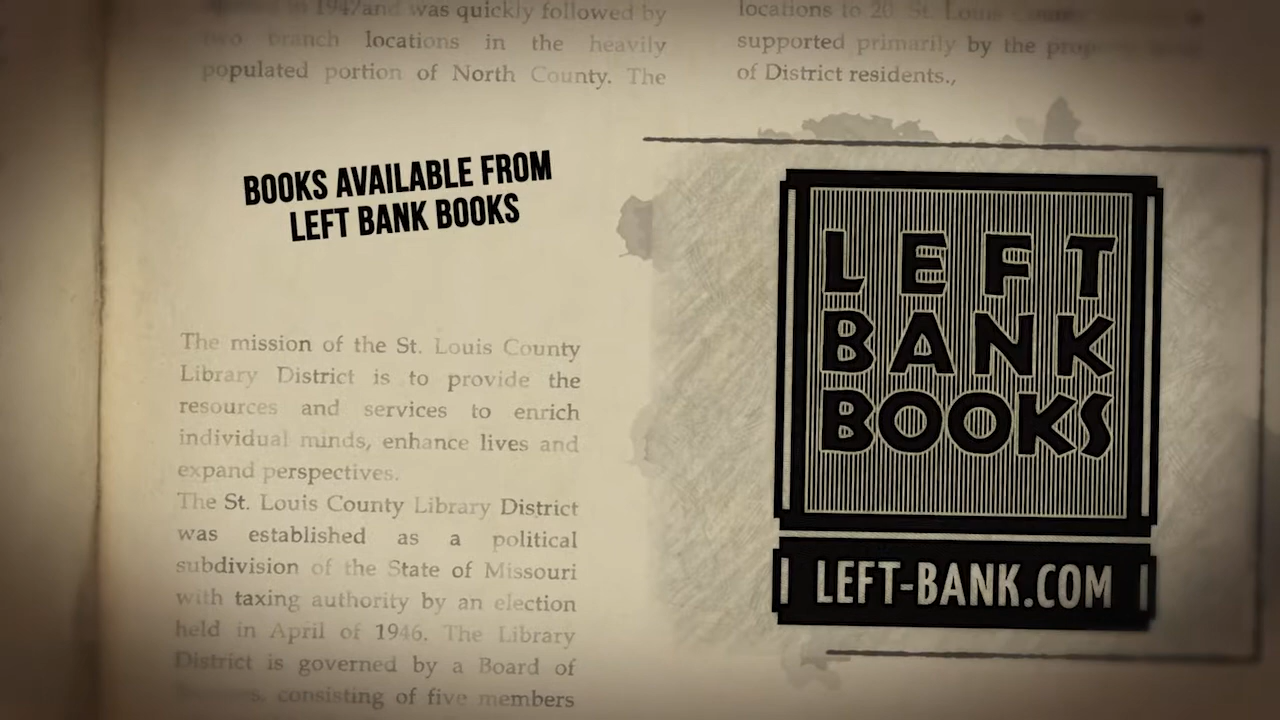 in 1947 and was quickly followed by
two branch locations in the heavily
populated portion of North County. The
BOOKS AVAILABLE FROM
LEFT BANK BOOKS
The mission of the St. Louis County
Library District is to provide the
resources and services to enrich
individual minds, enhance lives and
expand perspectives.
The St. Louis County Library District
was established as a political
subdivision of the State of Missouri
with taxing authority by an election
held in April of 1946. The Library
District is governed by a Board of
consisting of five members
locations to 20 St. Louis
supported primarily by the
of District residents.,
LEFT
BANK
BOOKS
LEFT-BANK.COM